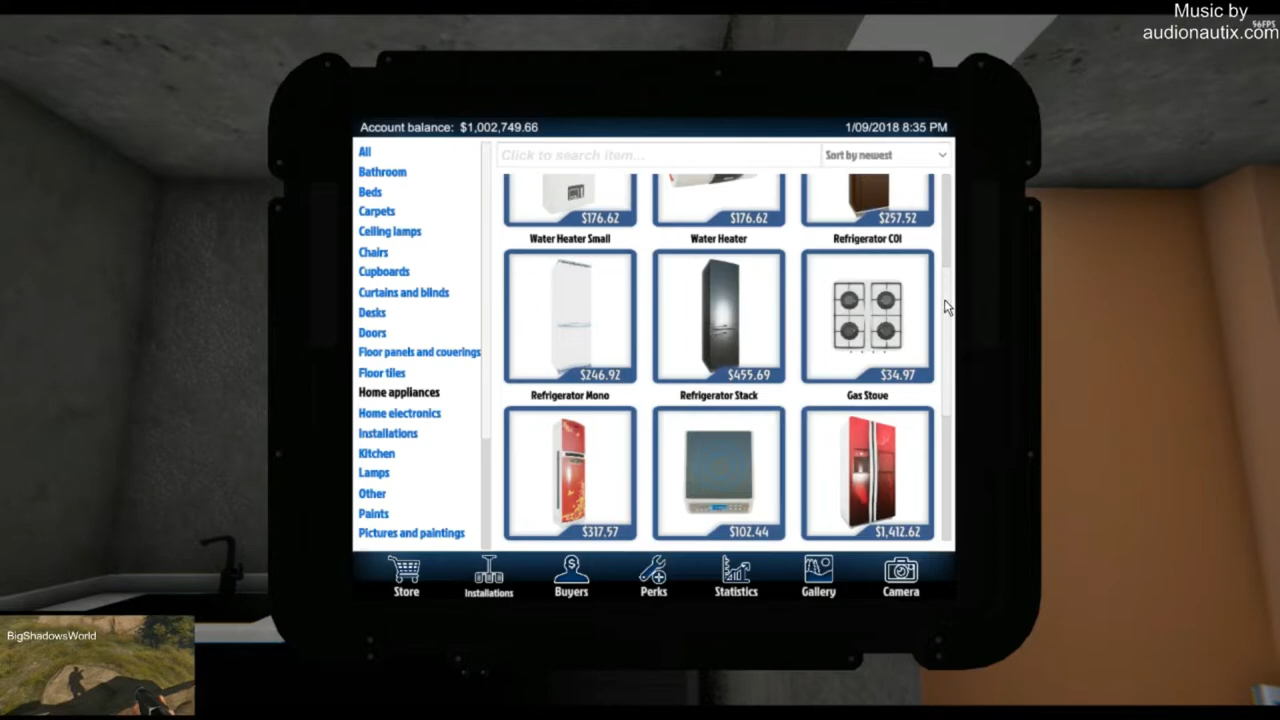 Music by
56FPS
audionautix.com
Account balance: $1,002,749.66
1/09/2018 8:35 PM
All
Bathroom
Beds
Carpets
Ceiling lamps
Chairs
Cupboards
Curtains and blinds
Desks
Doors
Floor panels and coverings
Floor tiles
Home appliances
Home electronics
Installations
Kitchen
Lamps
Other
Paints
Pictures and paintings
Click to search item...
Sort by newest
$176.62
$176.62
$257.52
Water Heater Small
Water Heater
Refrigerator COI
$246.92
$455.69
$34.97
Refrigerator Mono
Refrigerator Stack
Gas Stove
$317.57
$102.44
$1,412.62
Store
Installations
Buyers
Perks
Statistics
Gallery
Camera
BigShadowsWorld